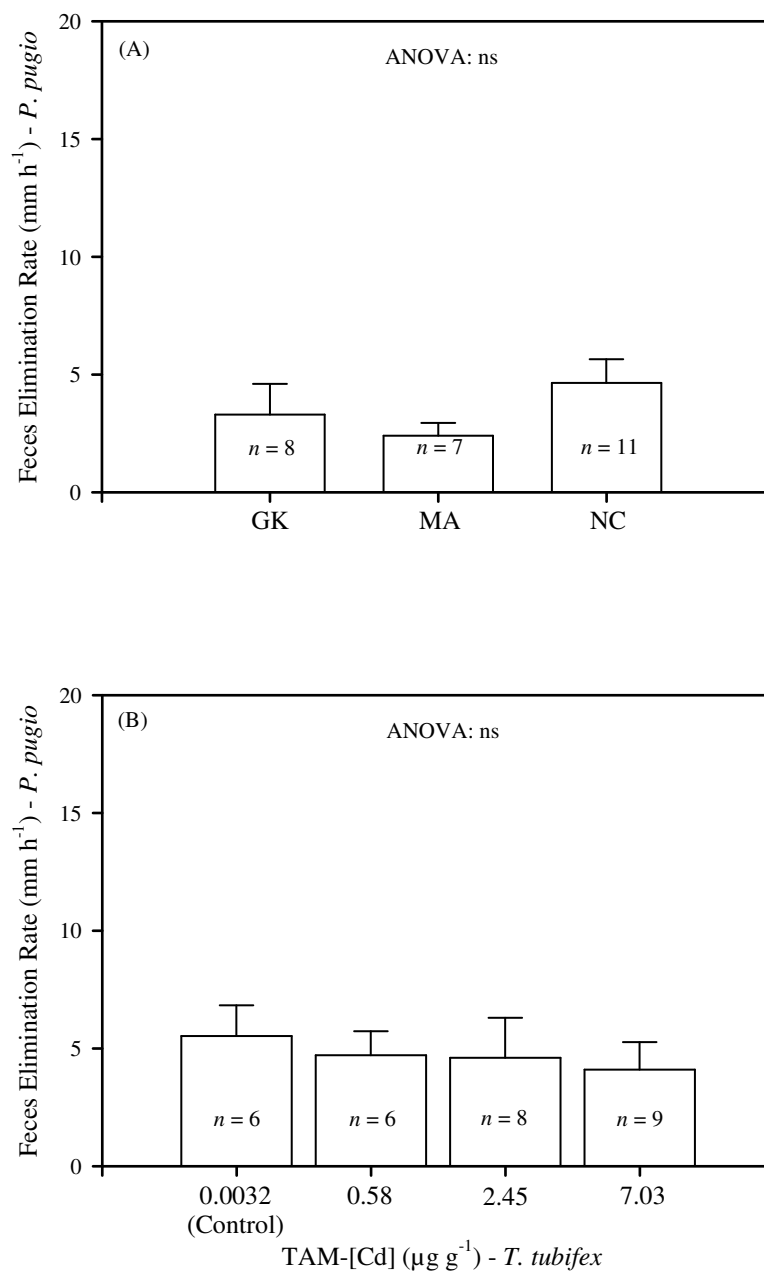 20
(A)
ANOVA: ns
15
10
5
0
Feces Elimination Rate (mm h⁻¹) - P. pugio
n = 8
n = 7
n = 11
GK
MA
NC
20
(B)
ANOVA: ns
15
10
5
0
Feces Elimination Rate (mm h⁻¹) - P. pugio
n = 6
n = 6
n = 8
n = 9
0.0032
(Control)
0.58
2.45
7.03
TAM-[Cd] (µg g⁻¹) - T. tubifex